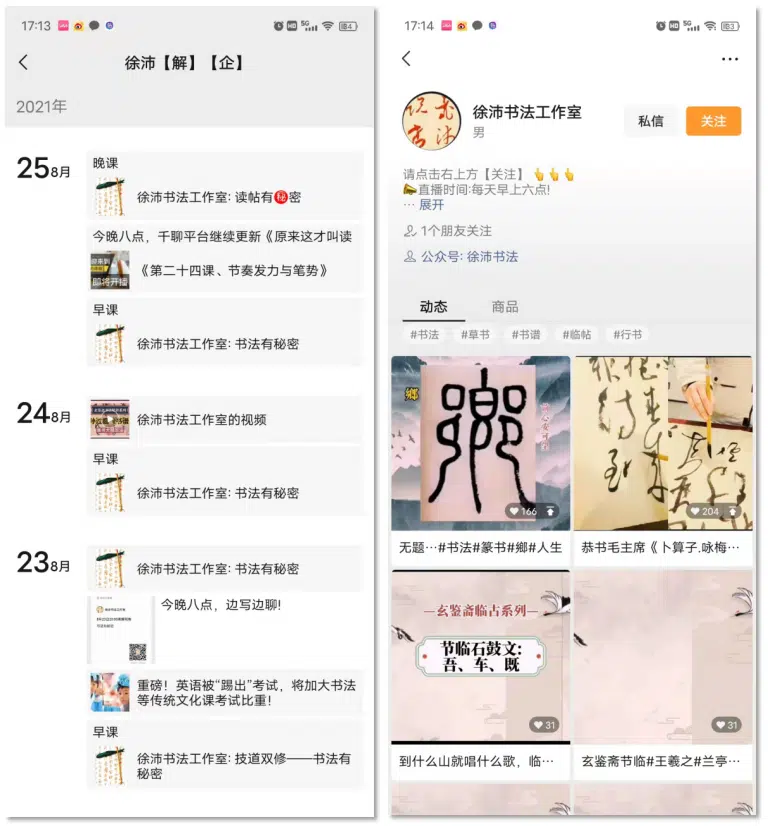 17:13
5G
HD
84
徐沛【解】【企】
2021年
25 8月
晚课
徐沛书法工作室: 读帖有㊙密
今晚八点，千聊平台继续更新《原来这才叫读
即将开播
《第二十四课、节奏发力与笔势》
早课
徐沛书法工作室: 书法有秘密
24 8月
徐沛书法工作室的视频
早课
徐沛书法工作室: 书法有秘密
23 8月
徐沛书法工作室: 书法有秘密
今晚八点，边写边聊!
重磅！英语被“踢出”考试，将加大书法
等传统文化课考试比重！
早课
徐沛书法工作室: 技道双修——书法有
秘密
17:14
HD
5G
83
徐沛书法工作室
男
私信
关注
请点击右上方【关注】👆👆👆
📣直播时间:每天早上六点!
··· 展开
1个朋友关注
公众号: 徐沛书法
动态
商品
#书法
#草书
#书谱
#临帖
#行书
鄉
166
204
无题···#书法#篆书#鄉#人生
恭书毛主席《卜算子.咏梅···
—玄鉴斋临古系列—
节临石鼓文:
吾、车、既
31
31
到什么山就唱什么歌，临···
玄鉴斋节临#王羲之#兰亭···